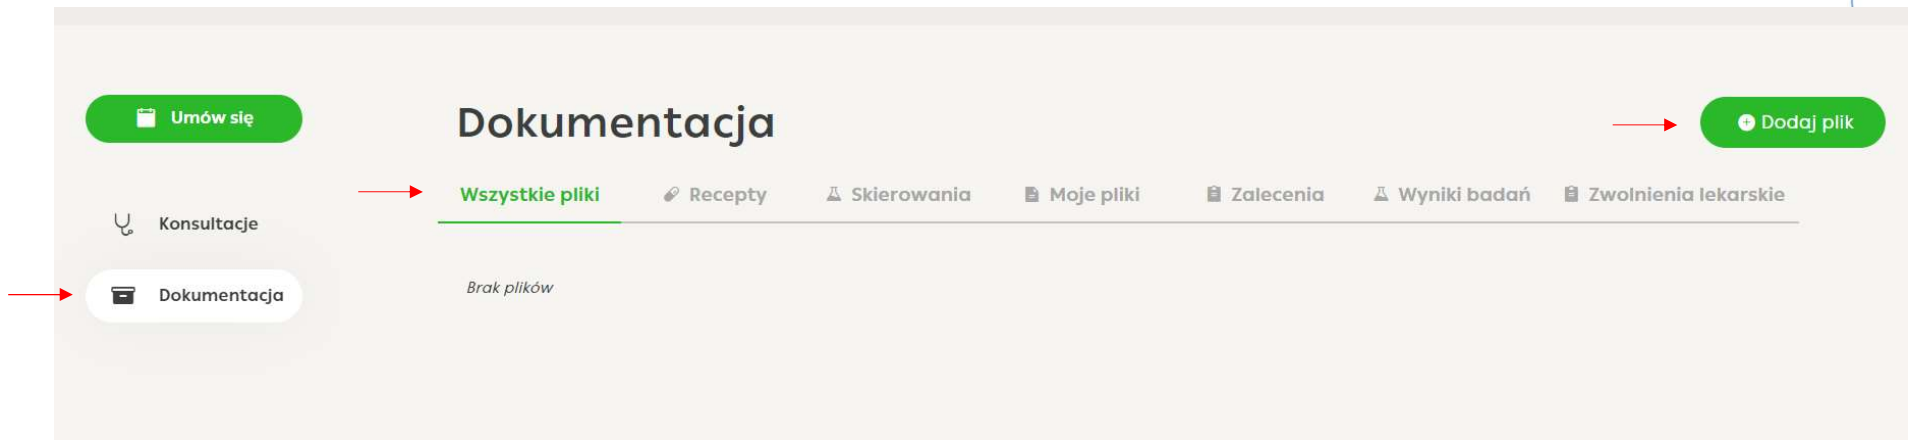 Umów się
Konsultacje
Dokumentacja
Dokumentacja
Dodaj plik
Wszystkie pliki Recepty Skierowania Moje pliki Zalecenia Wyniki badań Zwolnienia lekarskie
Brak plików